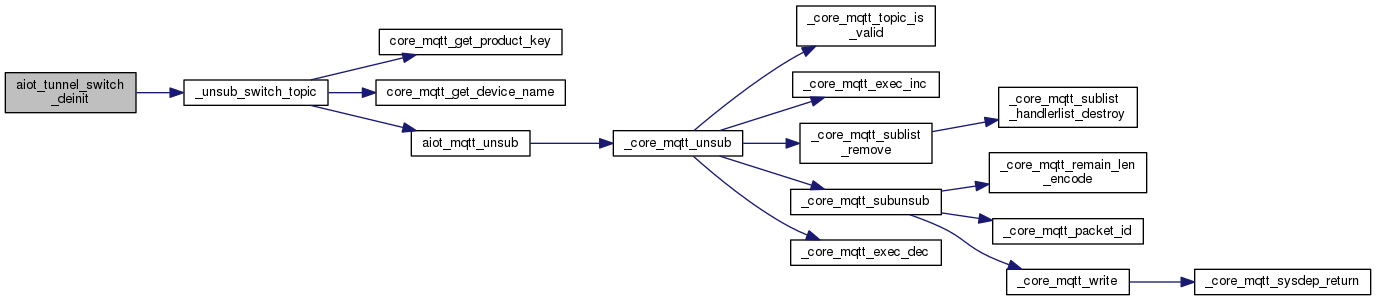 aiot_tunnel_switch
_deinit
_unsub_switch_topic
core_mqtt_get_product_key
core_mqtt_get_device_name
aiot_mqtt_unsub
_core_mqtt_unsub
_core_mqtt_topic_is
_valid
_core_mqtt_exec_inc
_core_mqtt_sublist
_remove
_core_mqtt_subunsub
_core_mqtt_exec_dec
_core_mqtt_sublist
_handlerlist_destroy
_core_mqtt_remain_len
_encode
_core_mqtt_packet_id
_core_mqtt_write
_core_mqtt_sysdep_return